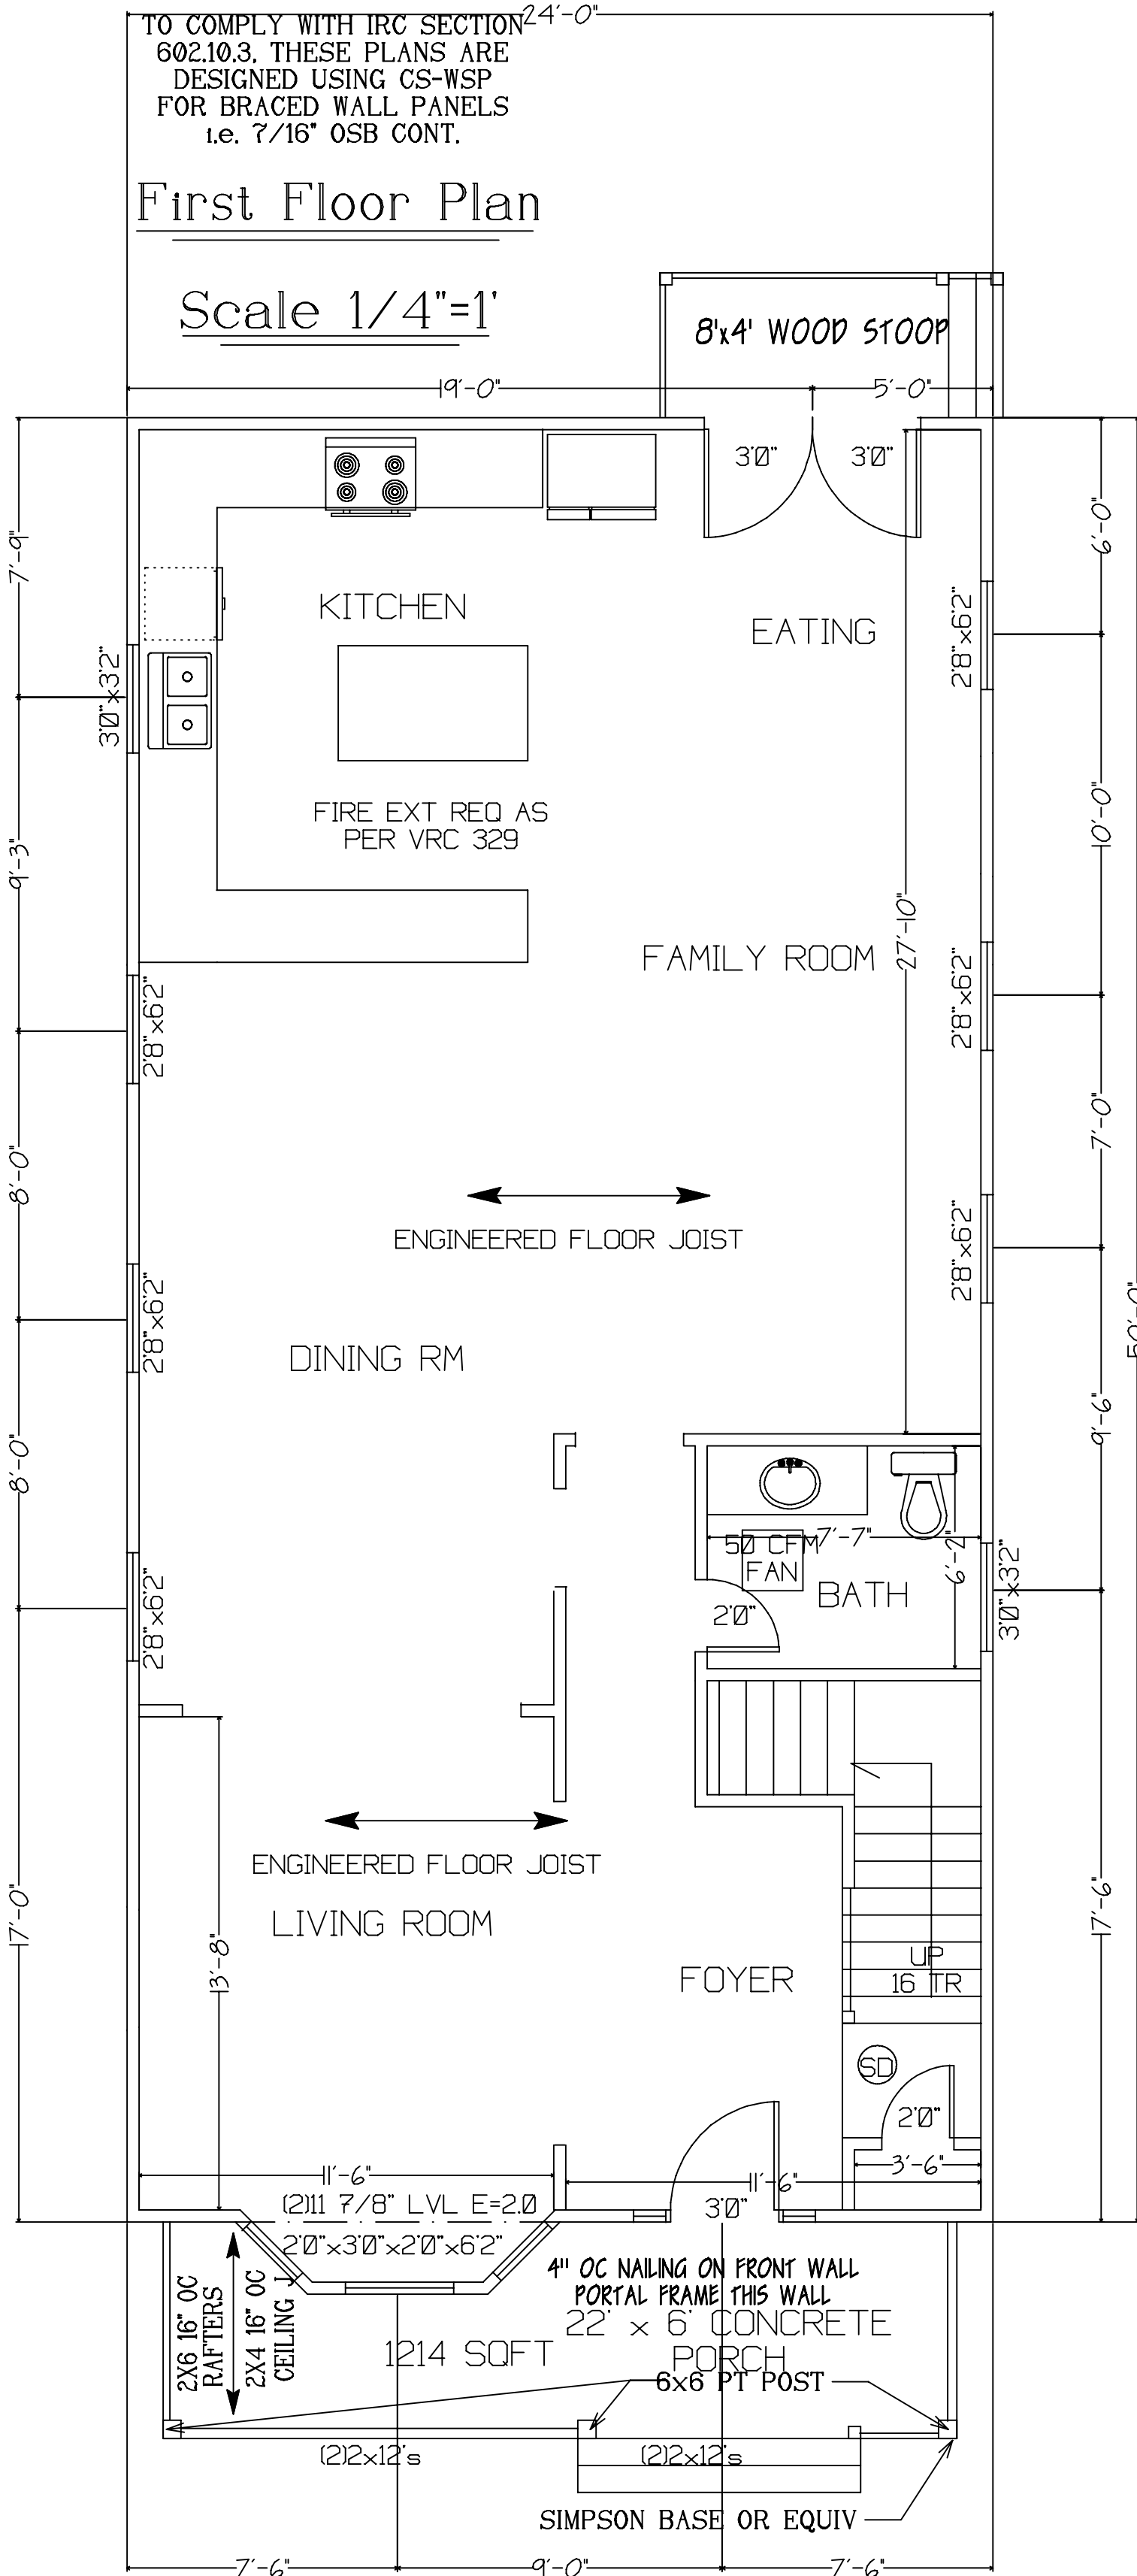 24'-0"
TO COMPLY WITH IRC SECTION
602.10.3, THESE PLANS ARE
DESIGNED USING CS-WSP
FOR BRACED WALL PANELS
i.e. 7/16" OSB CONT.
First Floor Plan
Scale 1/4"=1'
8'x4' WOOD STOOP
19'-0"
5'-0"
3'0"
3'0"
7'-9"
6'-0"
KITCHEN
EATING
2'8"x6'2"
3'0"x3'2"
FIRE EXT REQ AS
PER VRC 329
10'-0"
9'-3"
27'-10"
FAMILY ROOM
2'8"x6'2"
2'8"x6'2"
7'-0"
8'-0"
ENGINEERED FLOOR JOIST
2'8"x6'2"
2'8"x6'2"
50'-0"
DINING RM
9'-6"
8'-0"
7'-7"
50 CFM
FAN
6'-2"
BATH
2'0"
3'0"x3'2"
2'8"x6'2"
ENGINEERED FLOOR JOIST
LIVING ROOM
17'-0"
13'-8"
17'-6"
FOYER
UP
16 TR
SD
2'0"
3'-6"
11'-6"
11'-6"
(2)11 7/8" LVL E=2.0
3'0"
2'0"x3'0"x2'0"x6'2"
4" OC NAILING ON FRONT WALL
PORTAL FRAME THIS WALL
22' x 6' CONCRETE
PORCH
2X6 16" OC
RAFTERS
2X4 16" OC
CEILING J
1214 SQFT
6x6 PT POST
(2)2x12's
(2)2x12's
SIMPSON BASE OR EQUIV
7'-6"
9'-0"
7'-6"